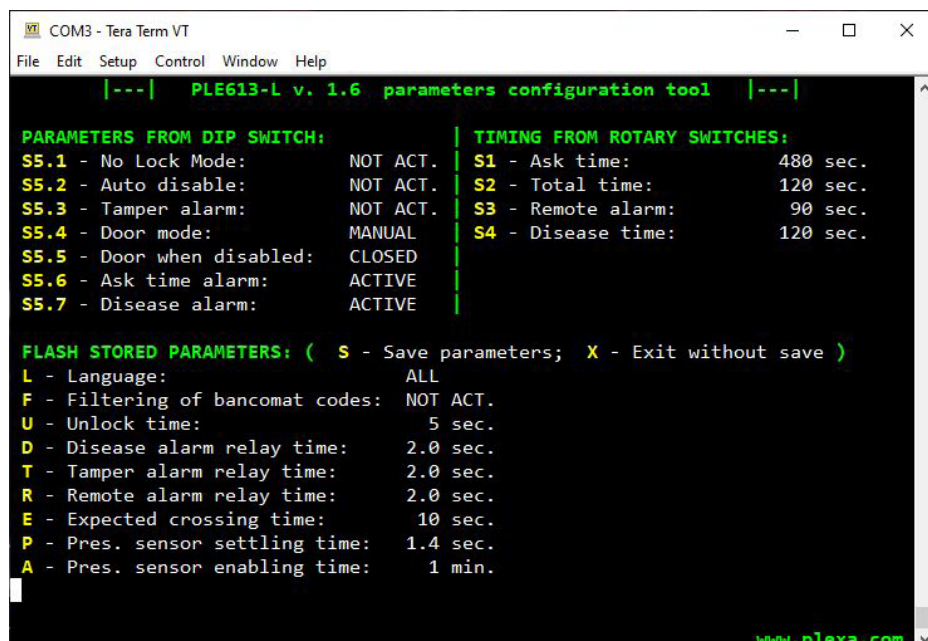 COM3 - Tera Term VT
File Edit Setup Control Window Help
|---| PLE613-L v. 1.6 parameters configuration tool |---|
PARAMETERS FROM DIP SWITCH: | TIMING FROM ROTARY SWITCHES:
S5.1 - No Lock Mode: NOT ACT. | S1 - Ask time: 480 sec.
S5.2 - Auto disable: NOT ACT. | S2 - Total time: 120 sec.
S5.3 - Tamper alarm: NOT ACT. | S3 - Remote alarm: 90 sec.
S5.4 - Door mode: MANUAL | S4 - Disease time: 120 sec.
S5.5 - Door when disabled: CLOSED |
S5.6 - Ask time alarm: ACTIVE |
S5.7 - Disease alarm: ACTIVE |
FLASH STORED PARAMETERS: ( S - Save parameters; X - Exit without save )
L - Language: ALL
F - Filtering of bancomat codes: NOT ACT.
U - Unlock time: 5 sec.
D - Disease alarm relay time: 2.0 sec.
T - Tamper alarm relay time: 2.0 sec.
R - Remote alarm relay time: 2.0 sec.
E - Expected crossing time: 10 sec.
P - Pres. sensor settling time: 1.4 sec.
A - Pres. sensor enabling time: 1 min.
www.plexa.com